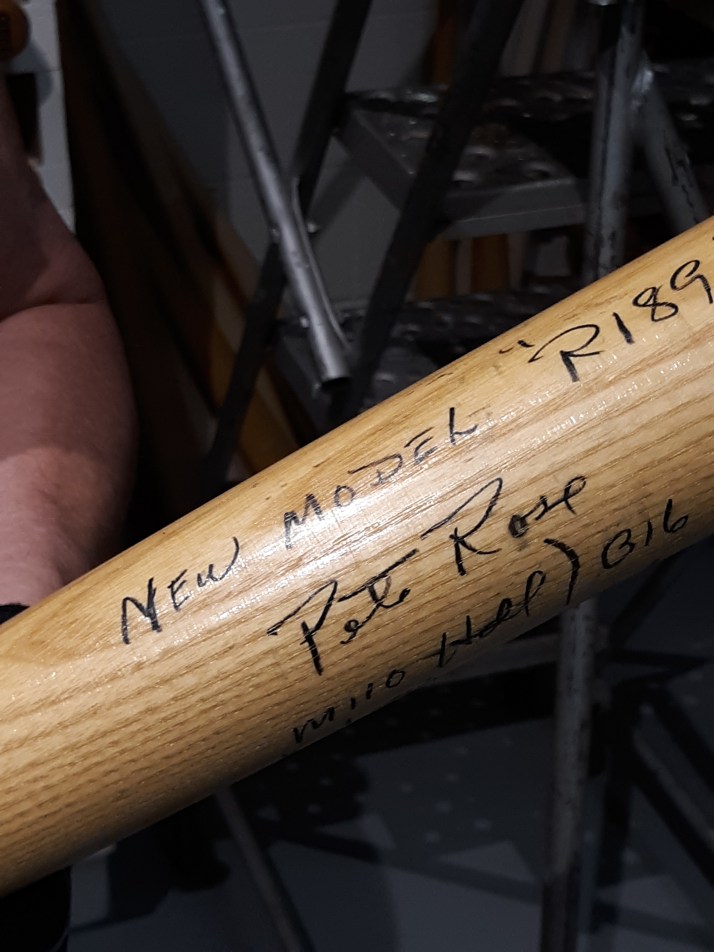 NEW MODEL "R189"
Pete Rose
M110 Hdl) B16